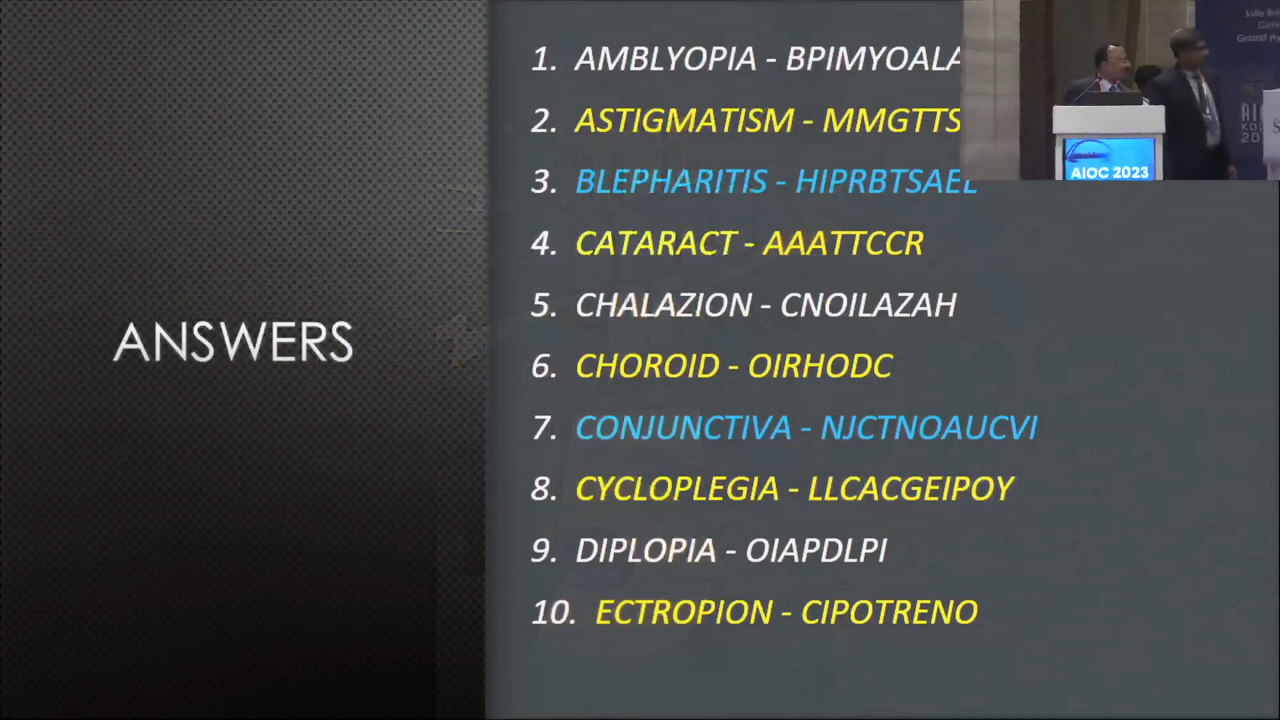 ANSWERS
1. AMBLYOPIA - BPIMYOALA
2. ASTIGMATISM - MMGTTS
3. BLEPHARITIS - HIPRBTSAEL
4. CATARACT - AAATTCCR
5. CHALAZION - CNOILAZAH
6. CHOROID - OIRHODC
7. CONJUNCTIVA - NJCTNOAUCVI
8. CYCLOPLEGIA - LLCACGEIPOY
9. DIPLOPIA - OIAPDLPI
10. ECTROPION - CIPOTRENO
AIOC 2023